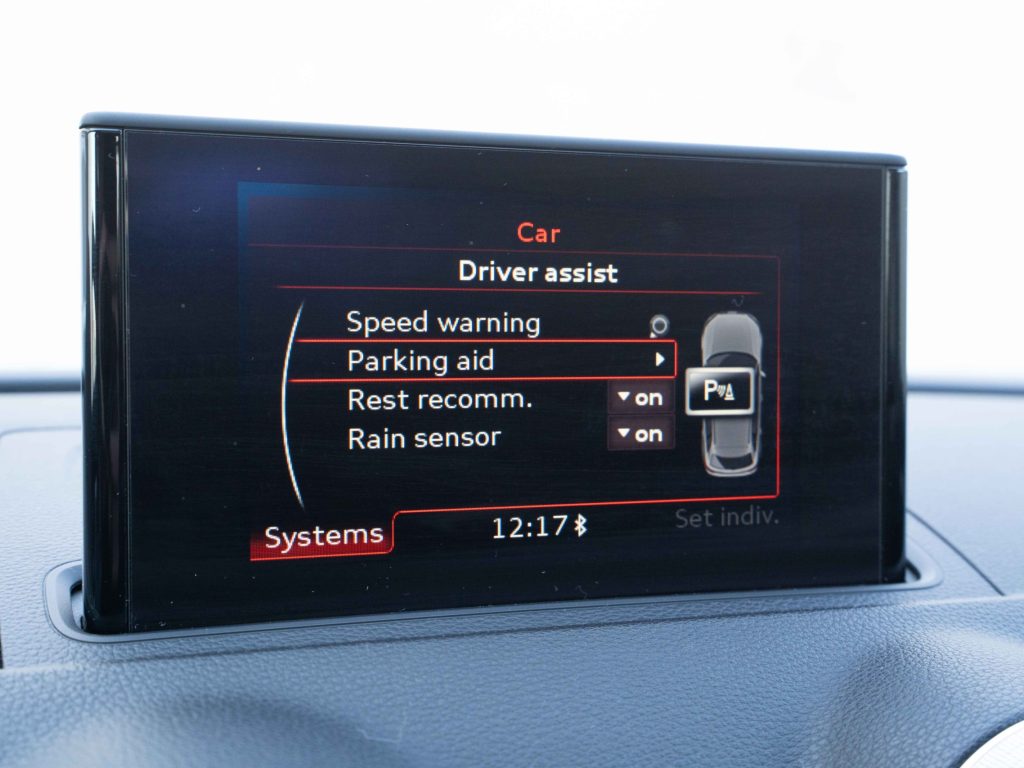 Car
Driver assist
Speed warning
Parking aid
Rest recomm. on
Rain sensor on
P
Systems 12:17 Set indiv.